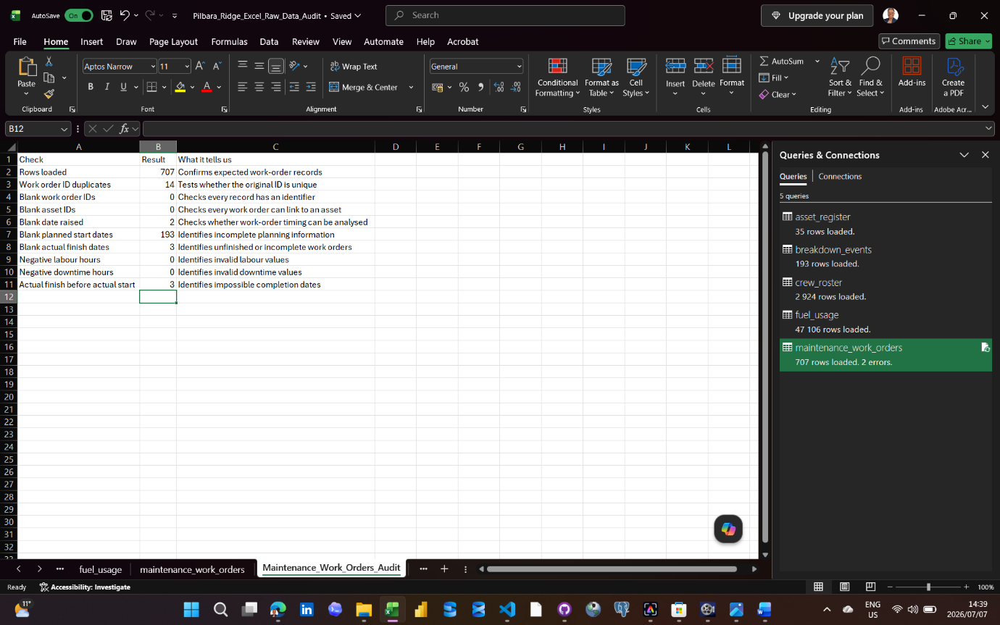 AutoSave On Pilbara_Ridge_Excel_Raw_Data_Audit • Saved Search Upgrade your plan
File Home Insert Draw Page Layout Formulas Data Review View Automate Help Acrobat Comments Share
Paste Aptos Narrow 11 A^ A˅ Wrap Text General Conditional Formatting Format as Table Cell Styles Insert Delete Format AutoSum Fill Clear Sort & Filter Find & Select Add-ins Create a PDF
B I U A Merge & Center % 9
Clipboard Font Alignment Number Styles Cells Editing Add-ins Adobe Acr...
B12 fx
A B C D E F G H I J K L
1 Check Result What it tells us
2 Rows loaded 707 Confirms expected work-order records
3 Work order ID duplicates 14 Tests whether the original ID is unique
4 Blank work order IDs 0 Checks every record has an identifier
5 Blank asset IDs 0 Checks every work order can link to an asset
6 Blank date raised 2 Checks whether work-order timing can be analysed
7 Blank planned start dates 193 Identifies incomplete planning information
8 Blank actual finish dates 3 Identifies unfinished or incomplete work orders
9 Negative labour hours 0 Identifies invalid labour values
10 Negative downtime hours 0 Identifies invalid downtime values
11 Actual finish before actual start 3 Identifies impossible completion dates
12
13
14
15
16
17
18
19
20
21
22
23
24
25
26
27
28
29
30
31
32
Queries & Connections
Queries Connections
5 queries
asset_register
35 rows loaded.
breakdown_events
193 rows loaded.
crew_roster
2 924 rows loaded.
fuel_usage
47 106 rows loaded.
maintenance_work_orders
707 rows loaded. 2 errors.
fuel_usage maintenance_work_orders Maintenance_Work_Orders_Audit
Ready Accessibility: Investigate 100%
11° ENG US 14:39 2026/07/07